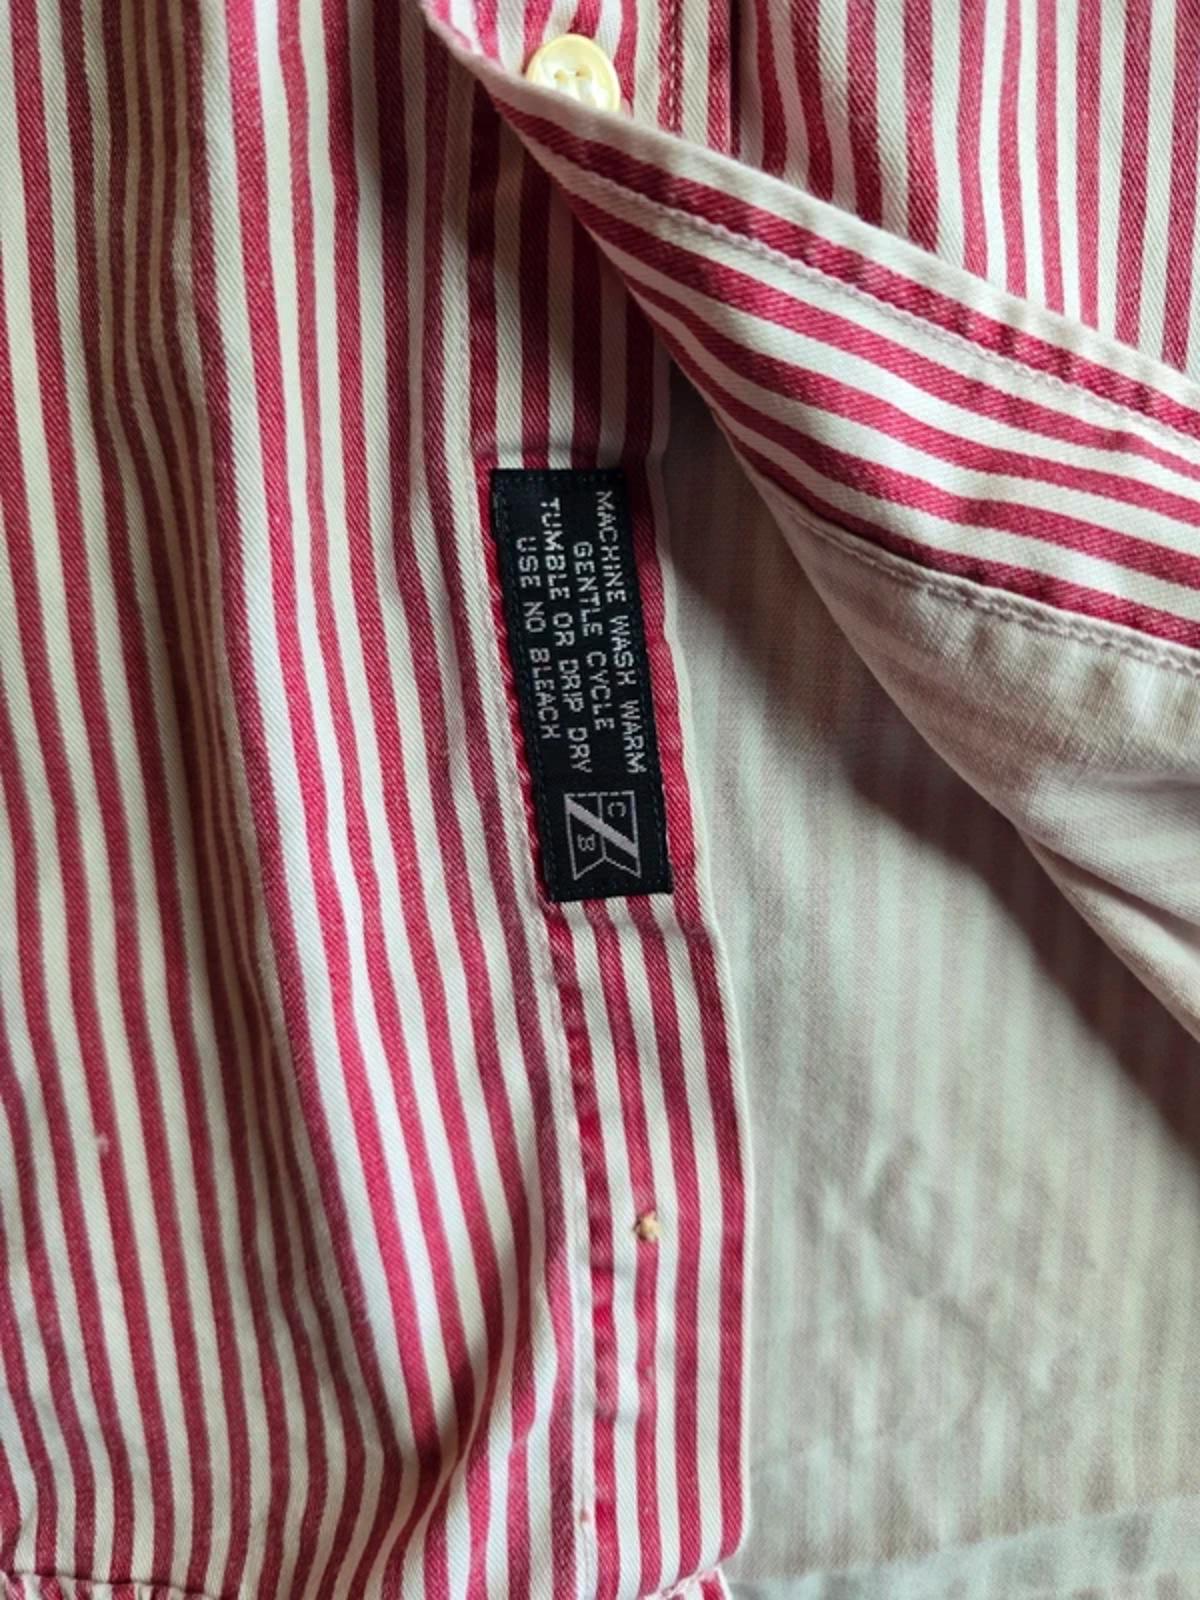 MACHINE WASH WARM
GENTLE CYCLE
TUMBLE OR DRIP DRY
USE NO BLEACH
C
B